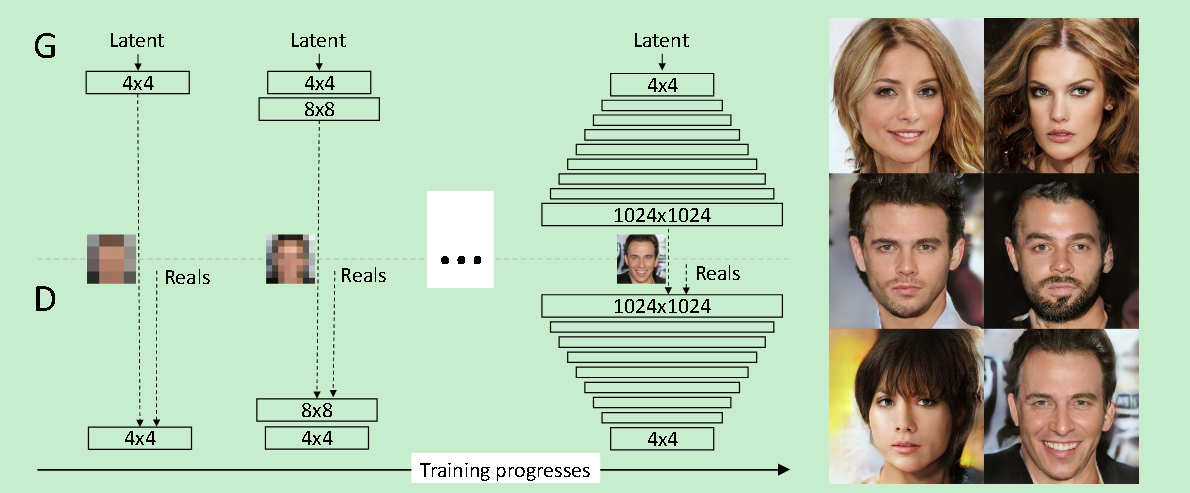 G
Latent
4x4
Latent
4x4
8x8
Latent
4x4
1024x1024
...
Reals
Reals
Reals
D
1024x1024
8x8
4x4
4x4
4x4
Training progresses